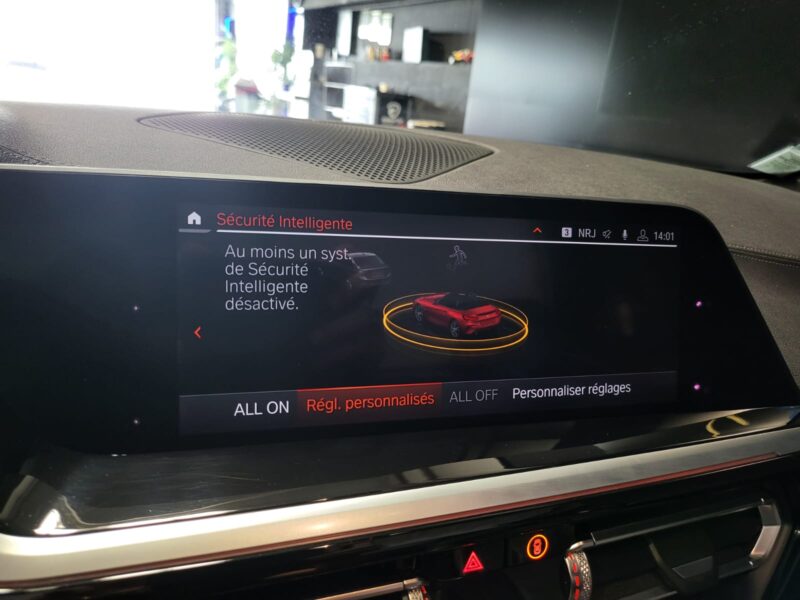 Sécurité Intelligente
3 NRJ 14:01
Au moins un syst.
de Sécurité
Intelligente
désactivé.
ALL ON Régl. personnalisés ALL OFF Personnaliser réglages